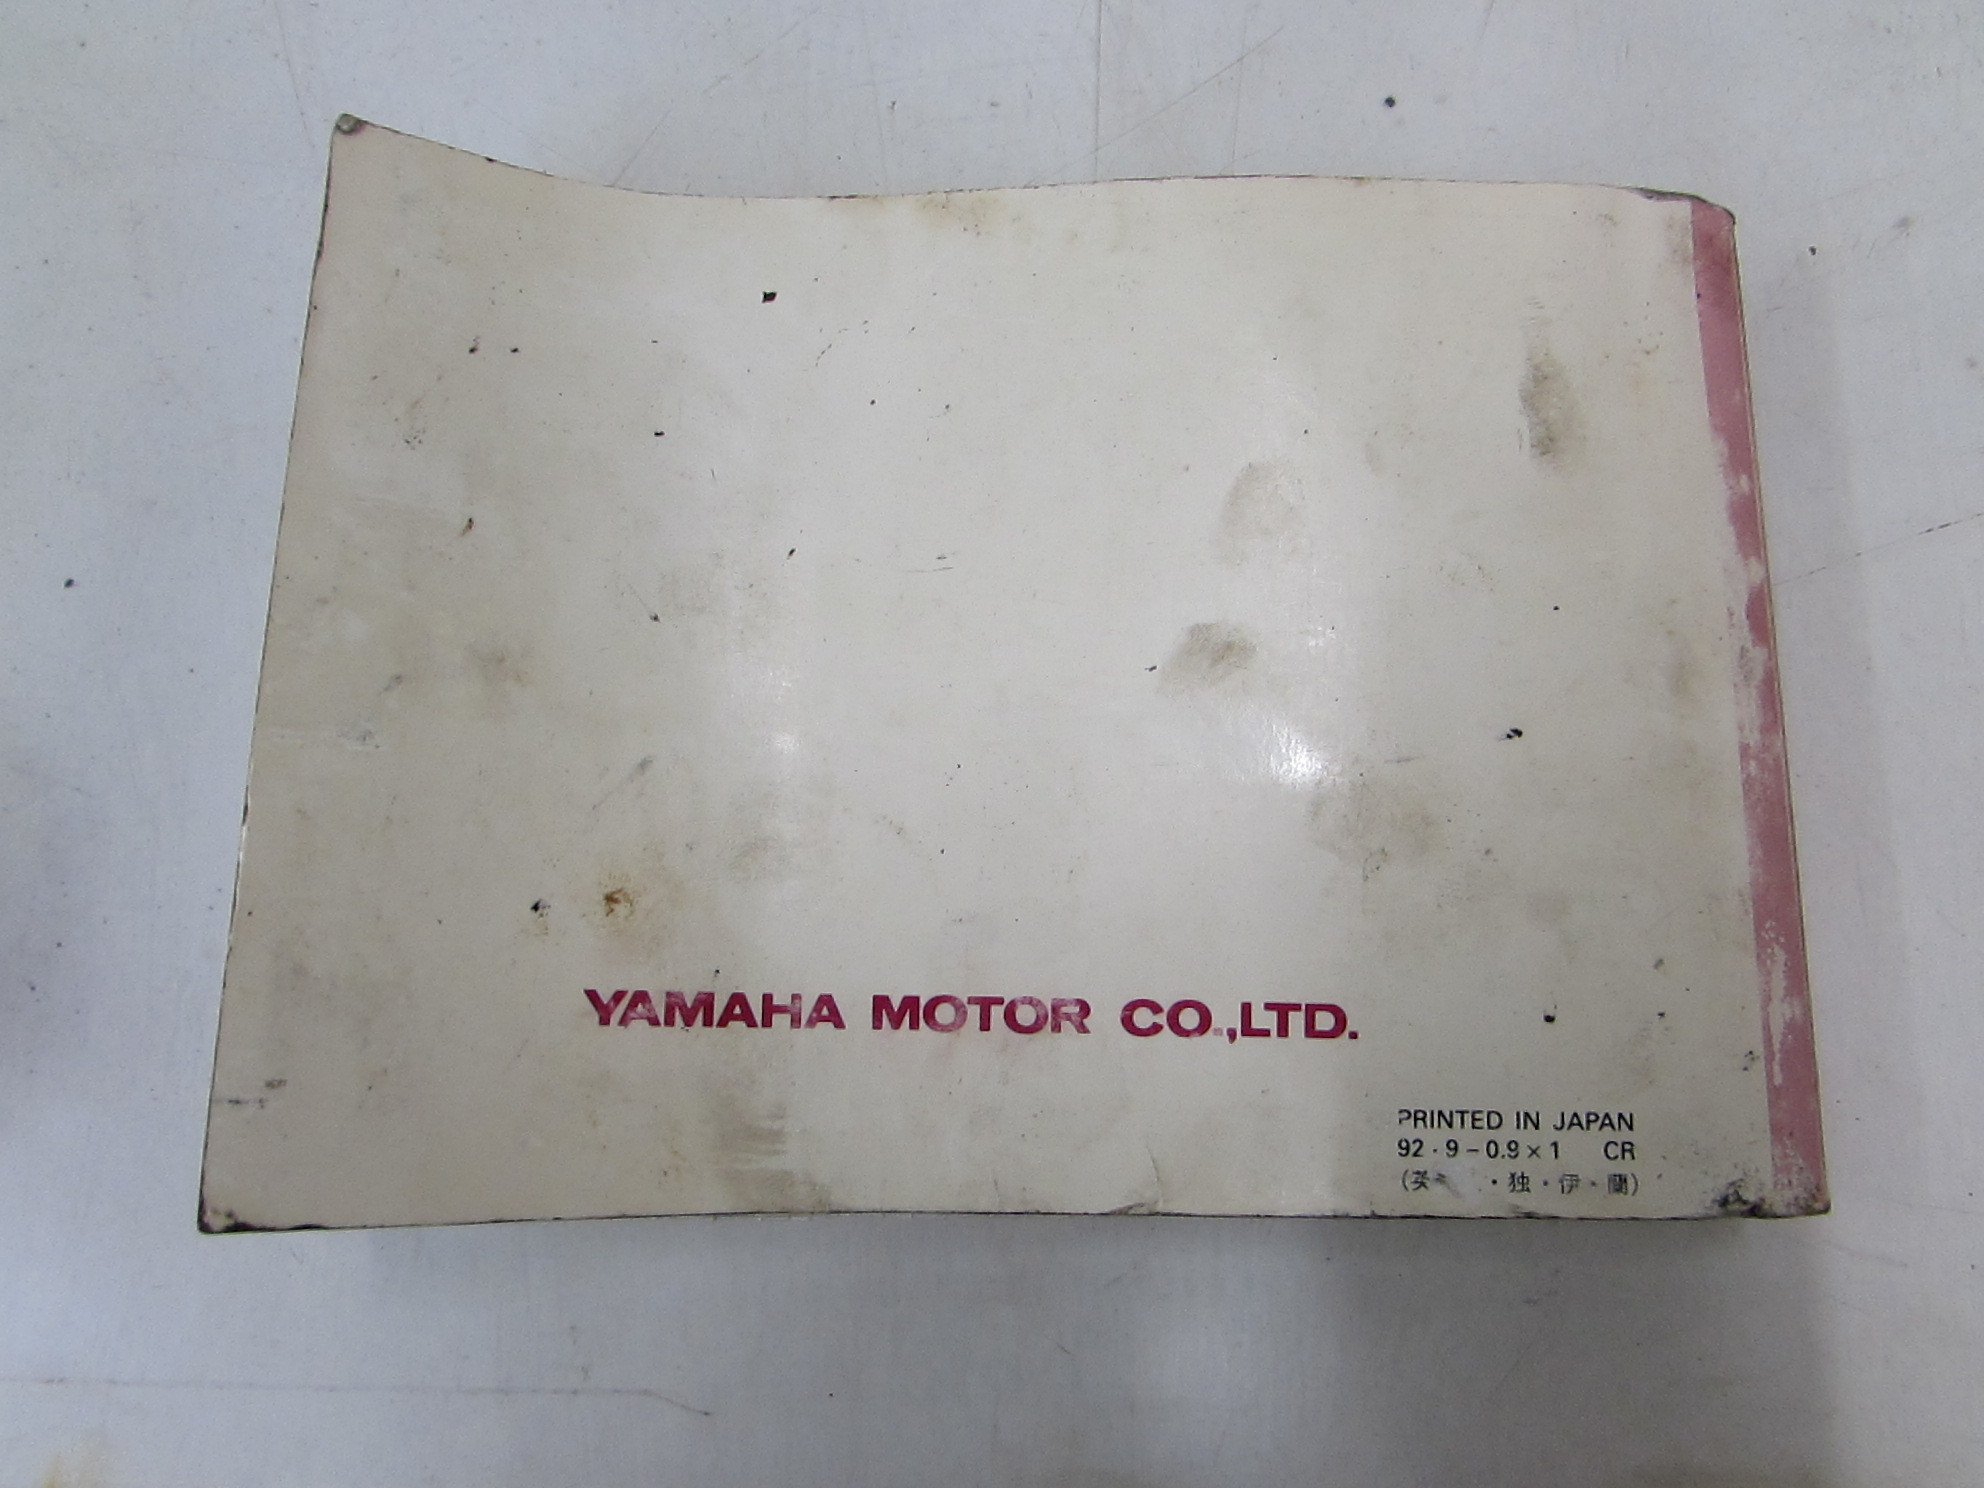 YAMAHA MOTOR CO.,LTD.
PRINTED IN JAPAN
92・9－0.9×1 CR
・独・伊・蘭)